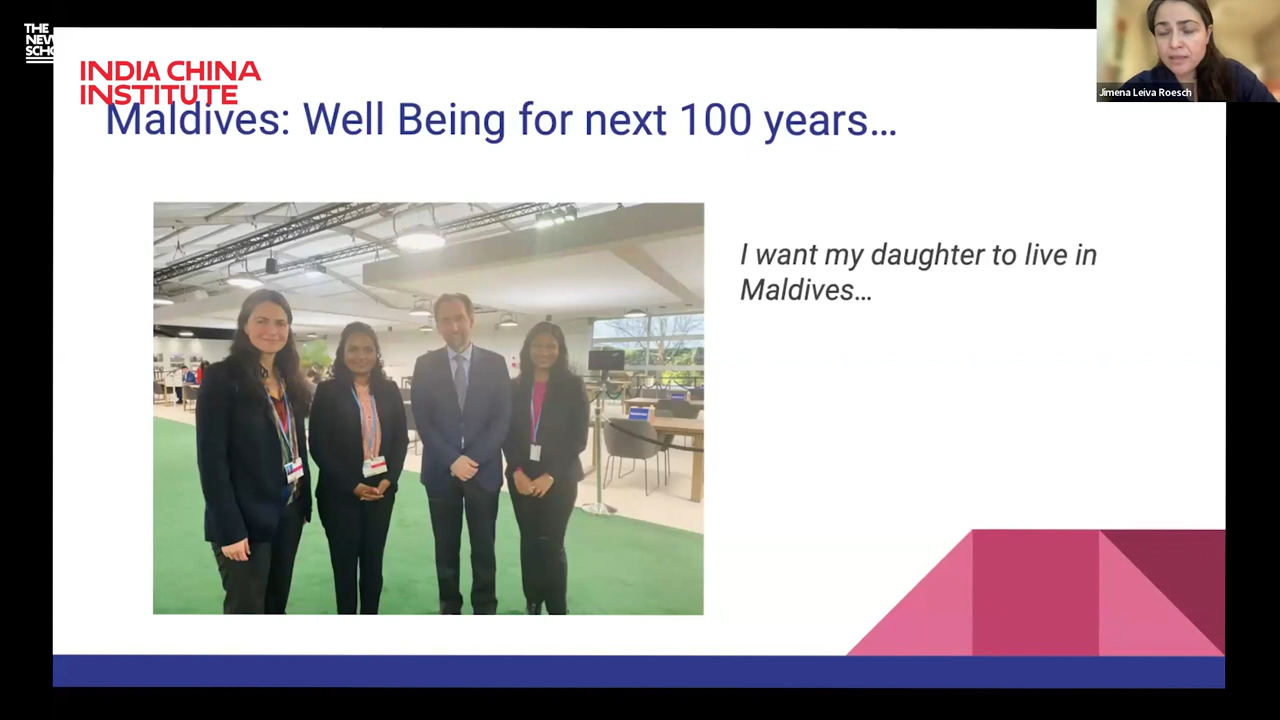 THE
NEW
SCHO
INDIA CHINA
INSTITUTE
Jimena Leiva Roesch
Maldives: Well Being for next 100 years…
I want my daughter to live in
Maldives…